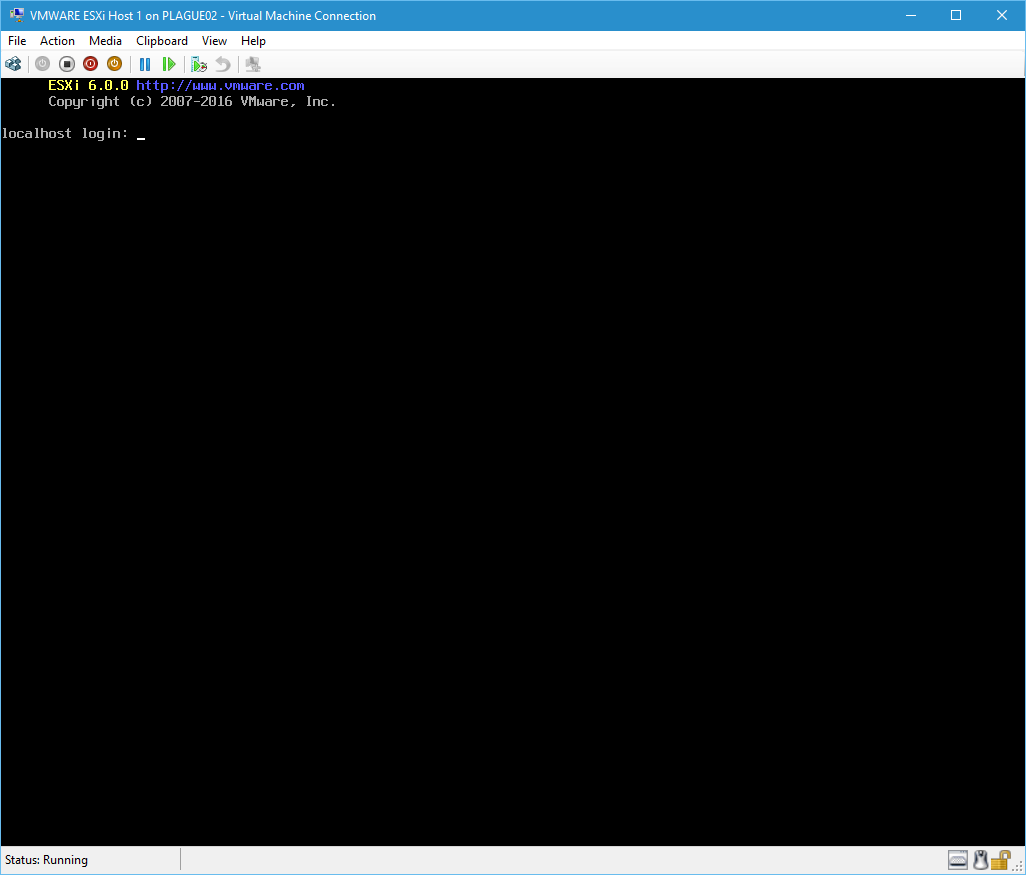 VMWARE ESXi Host 1 on PLAGUE02 - Virtual Machine Connection
File Action Media Clipboard View Help
ESXi 6.0.0 http://www.vmware.com
Copyright (c) 2007-2016 VMware, Inc.
localhost login: _
Status: Running